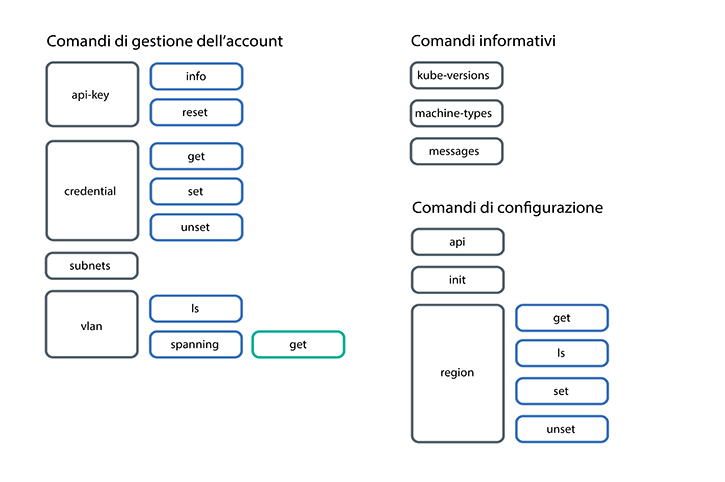 Comandi di gestione dell'account
api-key
info
reset
credential
get
set
unset
subnets
vlan
ls
spanning
get
Comandi informativi
kube-versions
machine-types
messages
Comandi di configurazione
api
init
region
get
ls
set
unset